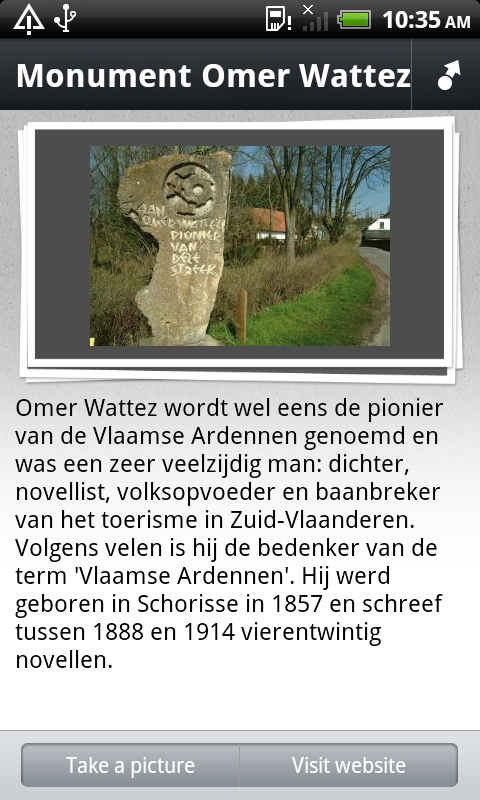 10:35 AM
Monument Omer Wattez
AAN
OMER WATTEZ
PIONIER
VAN
DEZE
STREEK
Omer Wattez wordt wel eens de pionier
van de Vlaamse Ardennen genoemd en
was een zeer veelzijdig man: dichter,
novellist, volksopvoeder en baanbreker
van het toerisme in Zuid-Vlaanderen.
Volgens velen is hij de bedenker van de
term 'Vlaamse Ardennen'. Hij werd
geboren in Schorisse in 1857 en schreef
tussen 1888 en 1914 vierentwintig
novellen.
Take a picture
Visit website